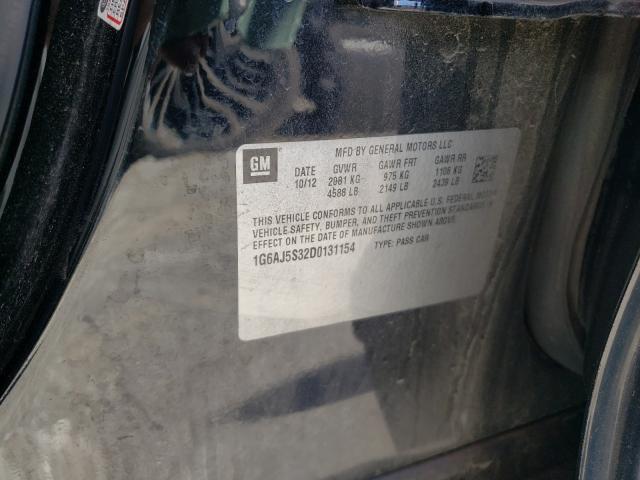 GM
MFD BY GENERAL MOTORS LLC
DATE GVWR GAWR FRT GAWR RR
10/12 2081 KG 975 KG 1106 KG
4588 LB 2149 LB 2439 LB
THIS VEHICLE CONFORMS TO ALL APPLICABLE U.S. FEDERAL MOTOR
VEHICLE SAFETY, BUMPER, AND THEFT PREVENTION STANDARDS IN
EFFECT ON THE DATE OF MANUFACTURE SHOWN ABOVE.
1G6AJ5S32D0131154 TYPE: PASS CAR